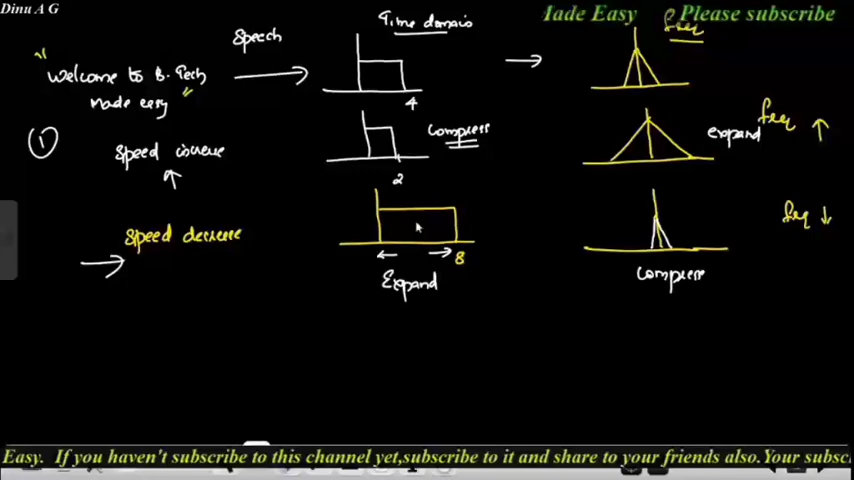 Dinu A G
Made Easy ? Please subscribe
Time domain
freq
Speech
"Welcome to B. Tech
made easy"
4
1
Speed increase
compress
2
expand
freq ↑
Speed decrease
8
Expand
freq ↓
Compress
Easy. If you haven't subscribe to this channel yet,subscribe to it and share to your friends also.Your subsc